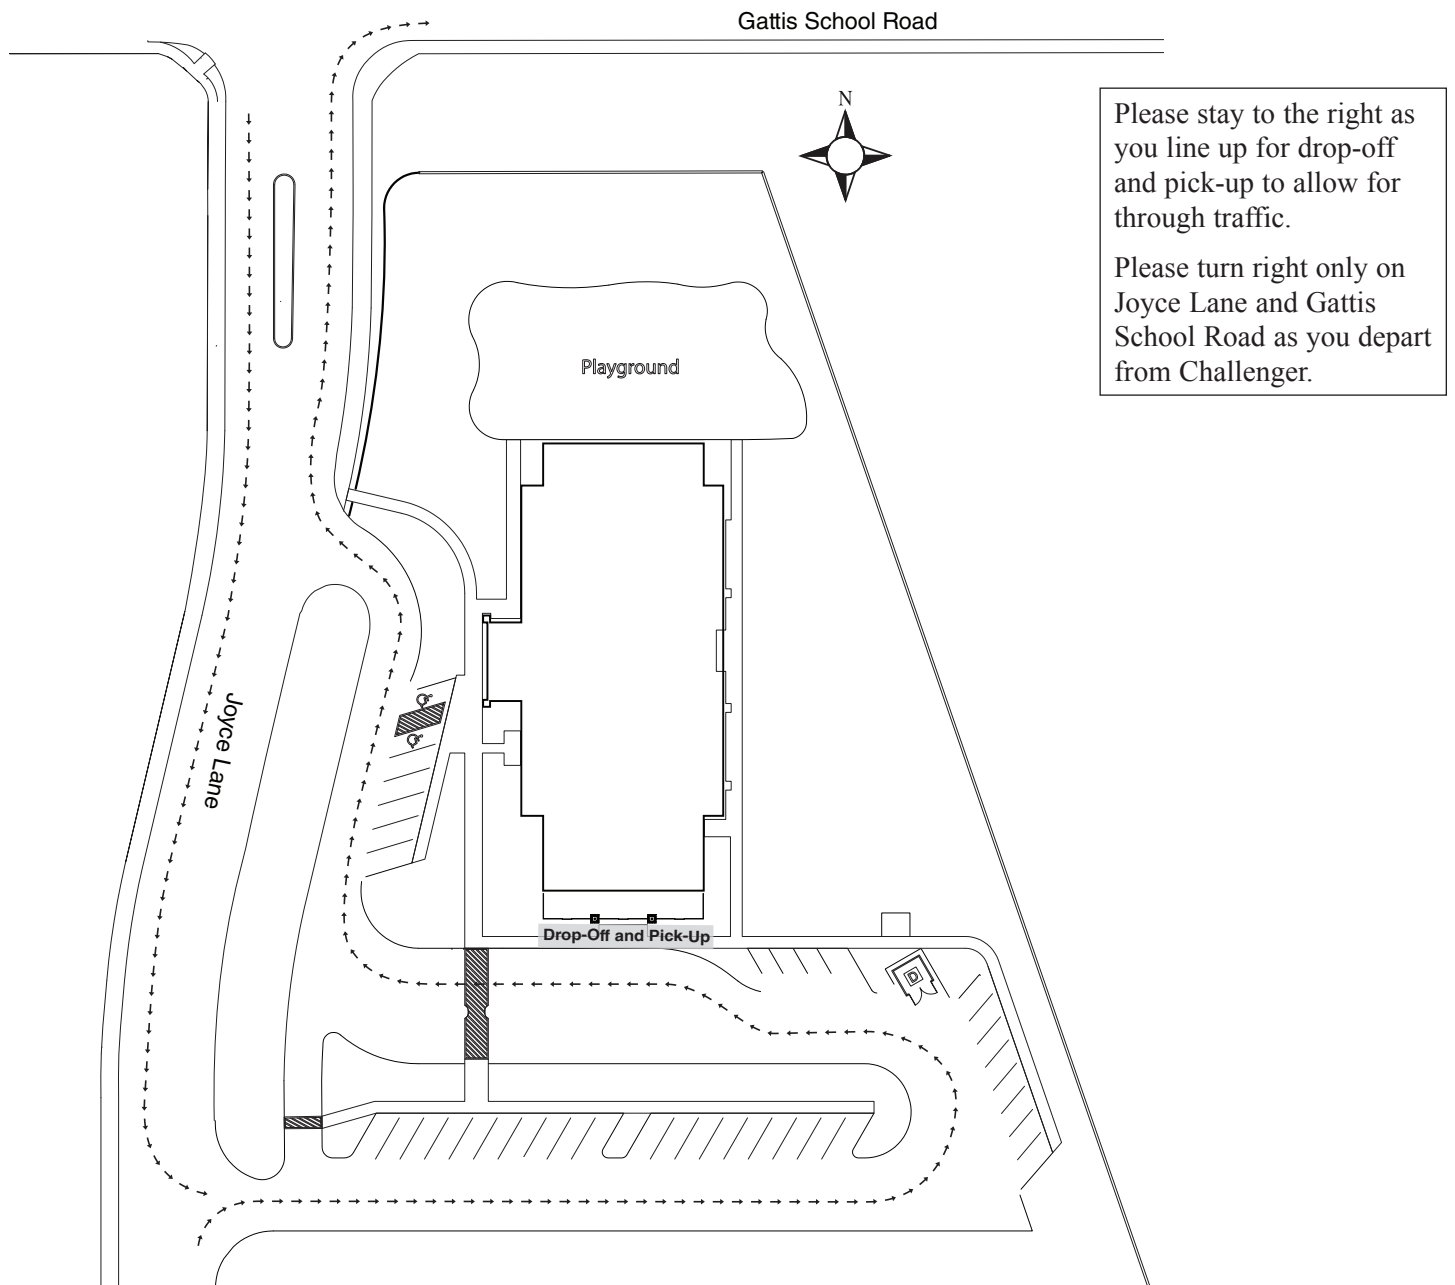 Gattis School Road
N
Please stay to the right as
you line up for drop-off
and pick-up to allow for
through traffic.
Please turn right only on
Joyce Lane and Gattis
School Road as you depart
from Challenger.
Playground
Joyce Lane
Drop-Off and Pick-Up
D